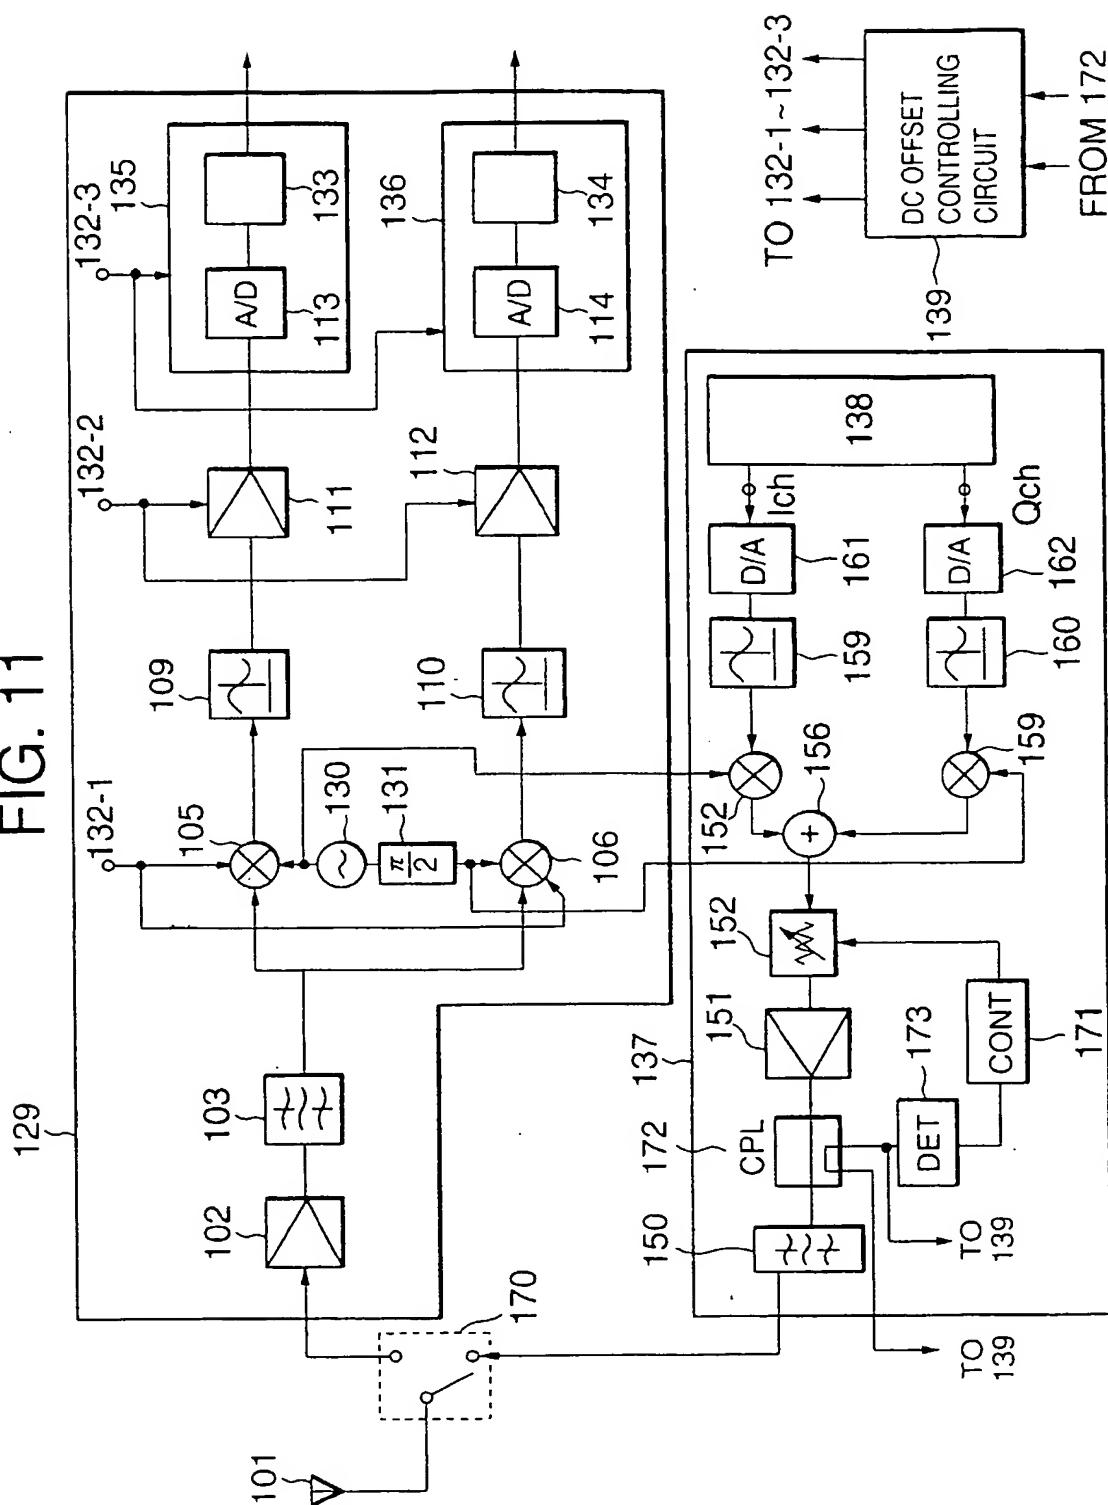 FIG. 11
129
132-1
132-2
132-3
135
133
A/D
113
136
134
A/D
114
111
112
109
110
105
130
131
π/2
106
103
102
170
101
TO 132-1~132-3
DC OFFSET
CONTROLLING
CIRCUIT
139
FROM 172
137
138
Ich
Qch
D/A
161
D/A
162
159
160
152
156
159
+
152
151
172
CPL
150
173
DET
CONT
171
TO
139
TO
139